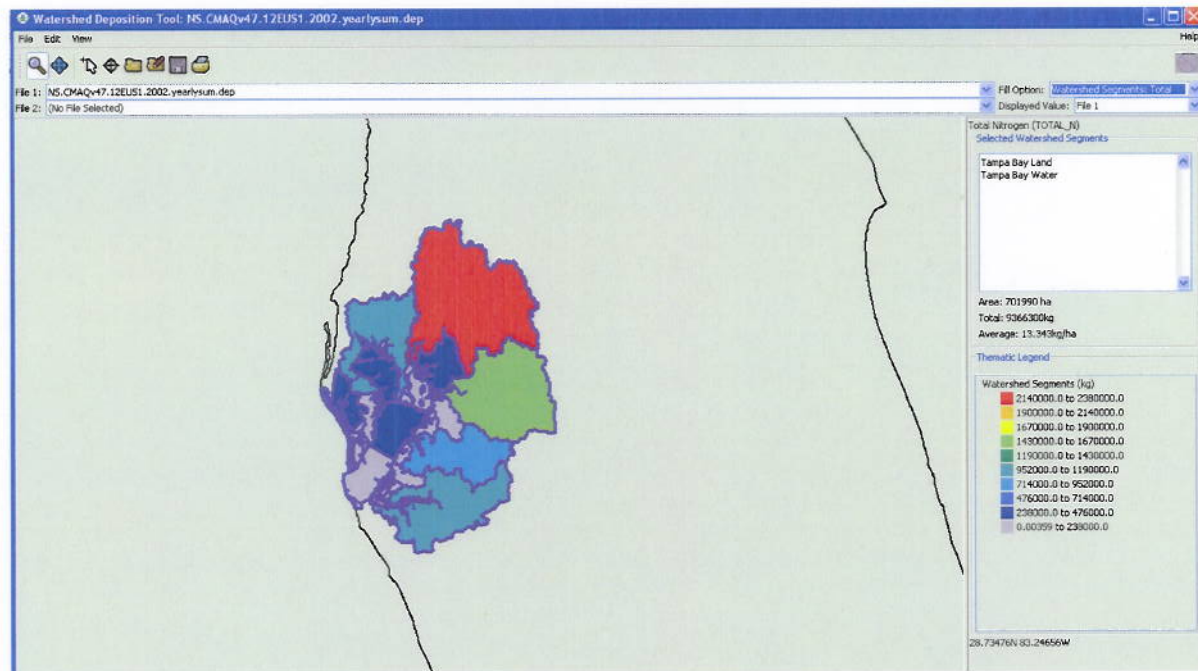 Watershed Deposition Tool: NS.CMAQv47.12EUS1.2002.yearlysum.dep
File Edit View Help
File 1: NS.CMAQv47.12EUS1.2002.yearlysum.dep Fill Option: Watershed Segments: Total
File 2: (No File Selected) Displayed Value: File 1
Total Nitrogen (TOTAL_N)
Selected Watershed Segments
Tampa Bay Land
Tampa Bay Water
Area: 701990 ha
Total: 9366300kg
Average: 13.343kg/ha
Thematic Legend
Watershed Segments (kg)
2140000.0 to 2380000.0
1900000.0 to 2140000.0
1670000.0 to 1900000.0
1430000.0 to 1670000.0
1190000.0 to 1430000.0
952000.0 to 1190000.0
714000.0 to 952000.0
476000.0 to 714000.0
238000.0 to 476000.0
0.00359 to 238000.0
28.73476N 83.24656W